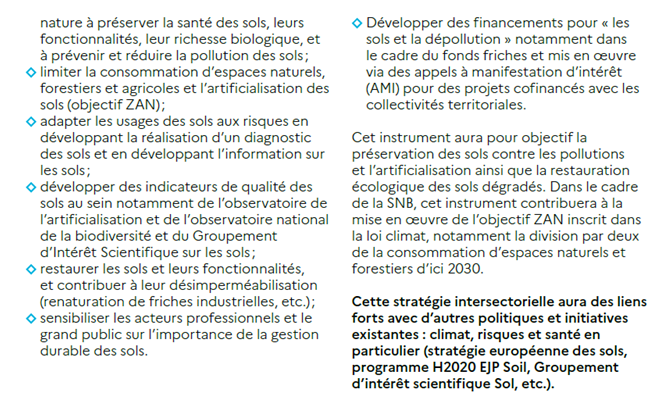 nature à préserver la santé des sols, leurs
fonctionnalités, leur richesse biologique, et
à prévenir et réduire la pollution des sols ;
◇ limiter la consommation d’espaces naturels,
forestiers et agricoles et l’artificialisation des
sols (objectif ZAN) ;
◇ adapter les usages des sols aux risques en
développant la réalisation d’un diagnostic
des sols et en développant l’information sur
les sols ;
◇ développer des indicateurs de qualité des
sols au sein notamment de l’observatoire de
l’artificialisation et de l’observatoire national
de la biodiversité et du Groupement
d’Intérêt Scientifique sur les sols ;
◇ restaurer les sols et leurs fonctionnalités,
et contribuer à leur désimperméabilisation
(renaturation de friches industrielles, etc.) ;
◇ sensibiliser les acteurs professionnels et le
grand public sur l’importance de la gestion
durable des sols.
◇ Développer des financements pour « les
sols et la dépollution » notamment dans
le cadre du fonds friches et mis en œuvre
via des appels à manifestation d’intérêt
(AMI) pour des projets cofinancés avec les
collectivités territoriales.
Cet instrument aura pour objectif la
préservation des sols contre les pollutions
et l’artificialisation ainsi que la restauration
écologique des sols dégradés. Dans le cadre
de la SNB, cet instrument contribuera à la
mise en œuvre de l’objectif ZAN inscrit dans
la loi climat, notamment la division par deux
de la consommation d’espaces naturels et
forestiers d’ici 2030.
Cette stratégie intersectorielle aura des liens
forts avec d’autres politiques et initiatives
existantes : climat, risques et santé en
particulier (stratégie européenne des sols,
programme H2020 EJP Soil, Groupement
d’intérêt scientifique Sol, etc.).